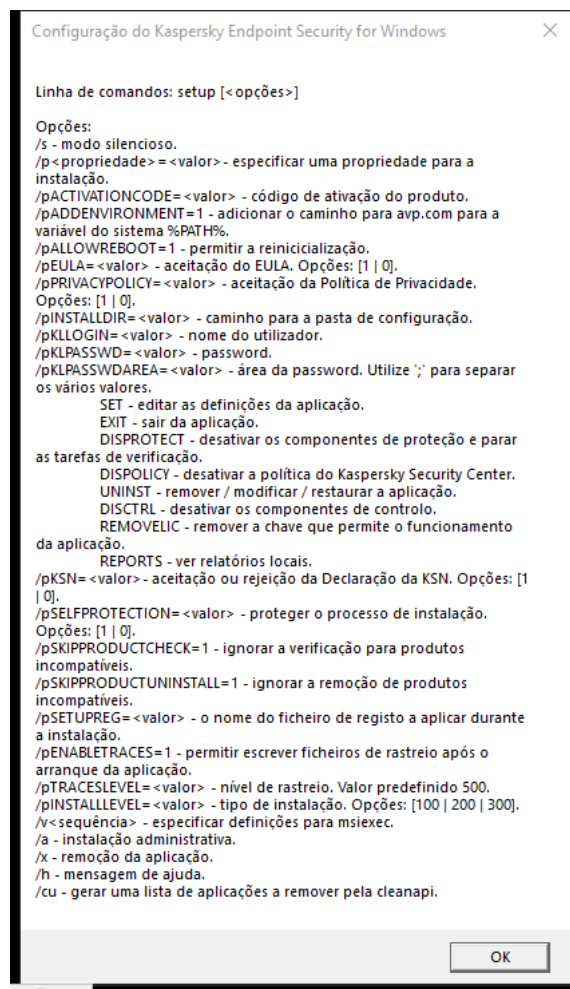 Configuração do Kaspersky Endpoint Security for Windows
Linha de comandos: setup [<opções>]
Opções:
/s - modo silencioso.
/p<propriedade>=<valor>- especificar uma propriedade para a
instalação.
/pACTIVATIONCODE=<valor> - código de ativação do produto.
/pADDENVIRONMENT=1 - adicionar o caminho para avp.com para a
variável do sistema %PATH%.
/pALLOWREBOOT=1 - permitir a reinicicialização.
/pEULA=<valor> - aceitação do EULA. Opções: [1 | 0].
/pPRIVACYPOLICY=<valor> - aceitação da Política de Privacidade.
Opções: [1 | 0].
/pINSTALLDIR=<valor> - caminho para a pasta de configuração.
/pKLLOGIN=<valor> - nome do utilizador.
/pKLPASSWD=<valor> - password.
/pKLPASSWDAREA=<valor> - área da password. Utilize ';' para separar
os vários valores.
SET - editar as definições da aplicação.
EXIT - sair da aplicação.
DISPROTECT - desativar os componentes de proteção e parar
as tarefas de verificação.
DISPOLICY - desativar a política do Kaspersky Security Center.
UNINST - remover / modificar / restaurar a aplicação.
DISCTRL - desativar os componentes de controlo.
REMOVELIC - remover a chave que permite o funcionamento
da aplicação.
REPORTS - ver relatórios locais.
/pKSN=<valor>- aceitação ou rejeição da Declaração da KSN. Opções: [1
| 0].
/pSELFPROTECTION=<valor> - proteger o processo de instalação.
Opções: [1 | 0].
/pSKIPPRODUCTCHECK=1 - ignorar a verificação para produtos
incompatíveis.
/pSKIPPRODUCTUNINSTALL=1 - ignorar a remoção de produtos
incompatíveis.
/pSETUPREG=<valor> - o nome do ficheiro de registo a aplicar durante
a instalação.
/pENABLETRACES=1 - permitir escrever ficheiros de rastreio após o
arranque da aplicação.
/pTRACESLEVEL=<valor> - nível de rastreio. Valor predefinido 500.
/pINSTALLLEVEL=<valor> - tipo de instalação. Opções: [100 | 200 | 300].
/v<sequência> - especificar definições para msiexec.
/a - instalação administrativa.
/x - remoção da aplicação.
/h - mensagem de ajuda.
/cu - gerar uma lista de aplicações a remover pela cleanapi.
OK